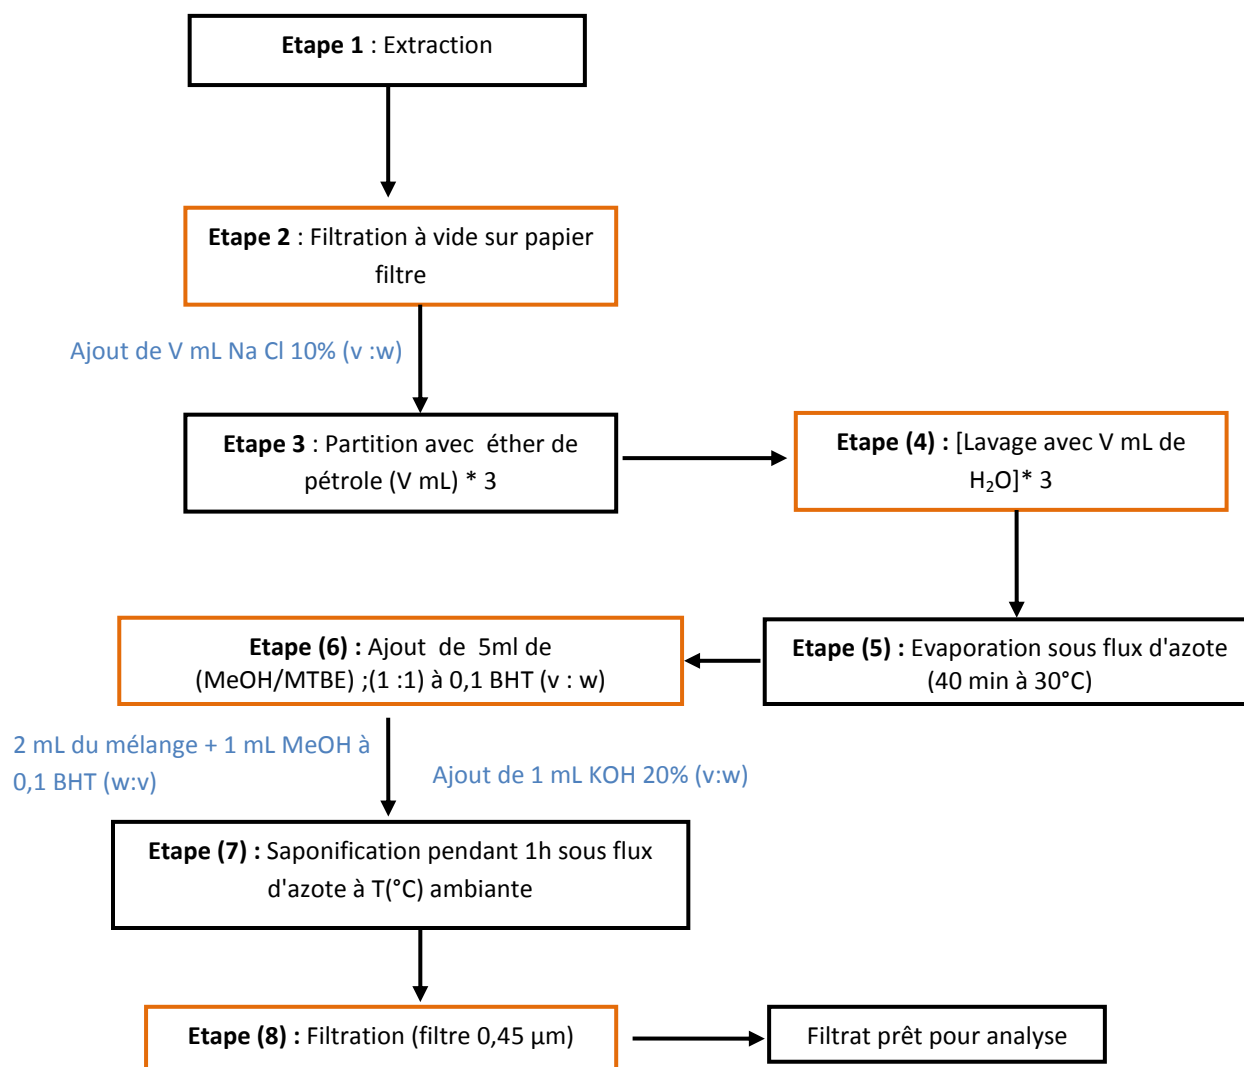 Etape 1 : Extraction
Etape 2 : Filtration à vide sur papier
filtre
Ajout de V mL Na Cl 10% (v :w)
Etape 3 : Partition avec éther de
pétrole (V mL) * 3
Etape (4) : [Lavage avec V mL de
H₂O]* 3
Etape (5) : Evaporation sous flux d'azote
(40 min à 30°C)
Etape (6) : Ajout de 5ml de
(MeOH/MTBE) ;(1 :1) à 0,1 BHT (v : w)
2 mL du mélange + 1 mL MeOH à
0,1 BHT (w:v)
Ajout de 1 mL KOH 20% (v:w)
Etape (7) : Saponification pendant 1h sous flux
d'azote à T(°C) ambiante
Etape (8) : Filtration (filtre 0,45 µm)
Filtrat prêt pour analyse